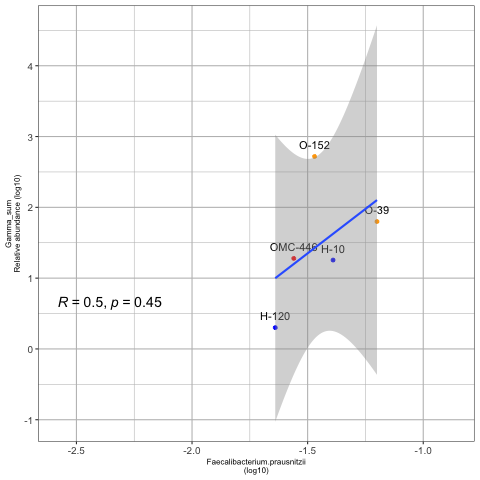 4
3
2
1
0
-1
Gamma_sum
Relative abundance (log10)
O-152
O-39
OMC-446
H-10
H-120
R = 0.5, p = 0.45
-2.5
-2.0
-1.5
-1.0
Faecalibacterium.prausnitzii
(log10)